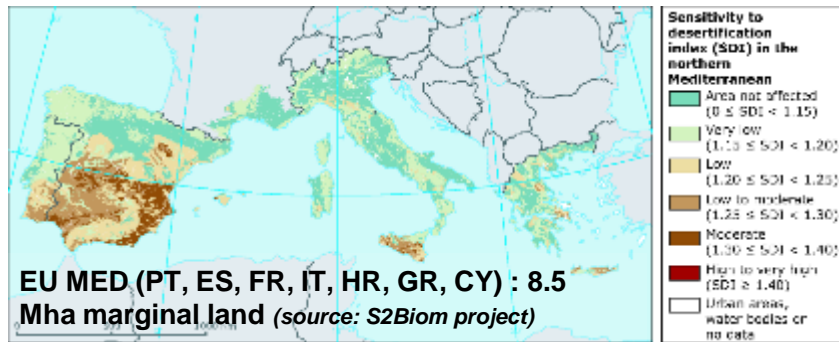 Sensitivity to
desertification
index (SDI) in the
northern
Mediterranean
Area not affected
(0 ≤ SDI < 1.15)
Very low
(1.15 ≤ SDI < 1.20)
Low
(1.20 ≤ SDI < 1.25)
Low to moderate
(1.25 ≤ SDI < 1.30)
Moderate
(1.30 ≤ SDI < 1.40)
High to very high
(SDI ≥ 1.40)
Urban areas,
water bodies or
no data
EU MED (PT, ES, FR, IT, HR, GR, CY) : 8.5
Mha marginal land (source: S2Biom project)
0